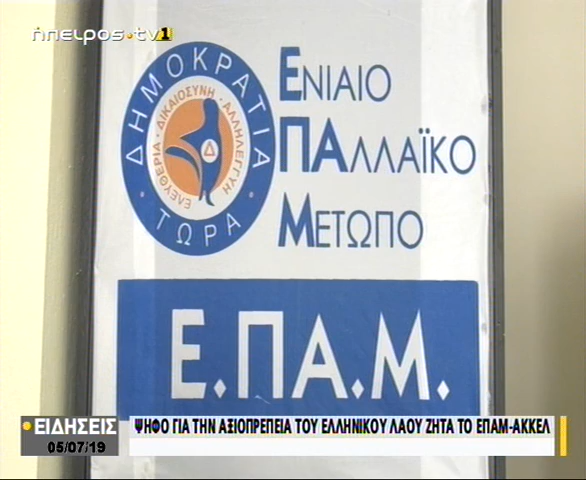 ήπειρος·tv1
ΔΗΜΟΚΡΑΤΙΑ
ΤΩΡΑ
ΕΛΕΥΘΕΡΙΑ · ΔΙΚΑΙΟΣΥΝΗ · ΑΛΛΗΛΕΓΓΥΗ
Δ
ΕΝΙΑΙΟ
ΠΑΛΛΑΪΚΟ
ΜΕΤΩΠΟ
Ε.ΠΑ.Μ.
ΕΙΔΗΣΕΙΣ
05/07/19
ΨΗΦΟ ΓΙΑ ΤΗΝ ΑΞΙΟΠΡΕΠΕΙΑ ΤΟΥ ΕΛΛΗΝΙΚΟΥ ΛΑΟΥ ΖΗΤΑ ΤΟ ΕΠΑΜ-ΑΚΚΕΛ